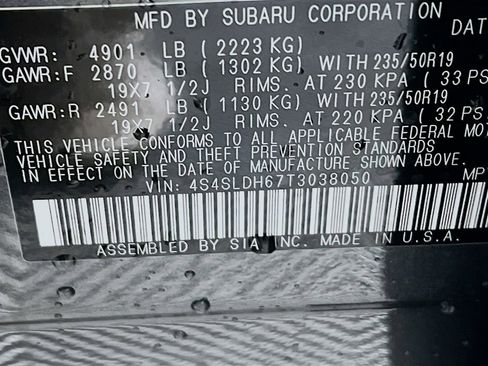 MFD BY SUBARU CORPORATION DAT
GVWR: 4901 LB (2223 KG)
GAWR:F 2870 LB (1302 KG) WITH 235/50R19
19X7 1/2J RIMS. AT 230 KPA (33 PS
GAWR:R 2491 LB (1130 KG) WITH 235/50R19
19X7 1/2J RIMS. AT 220 KPA (32 PS
THIS VEHICLE CONFORMS TO ALL APPLICABLE FEDERAL MOT
VEHICLE SAFETY AND THEFT PREVENTION STANDARDS
IN EFFECT ON THE DATE OF MANUFACTURE SHOWN ABOVE.
VIN: 4S4SLDH67T3038050 MP
ASSEMBLED BY SIA INC. MADE IN U.S.A.